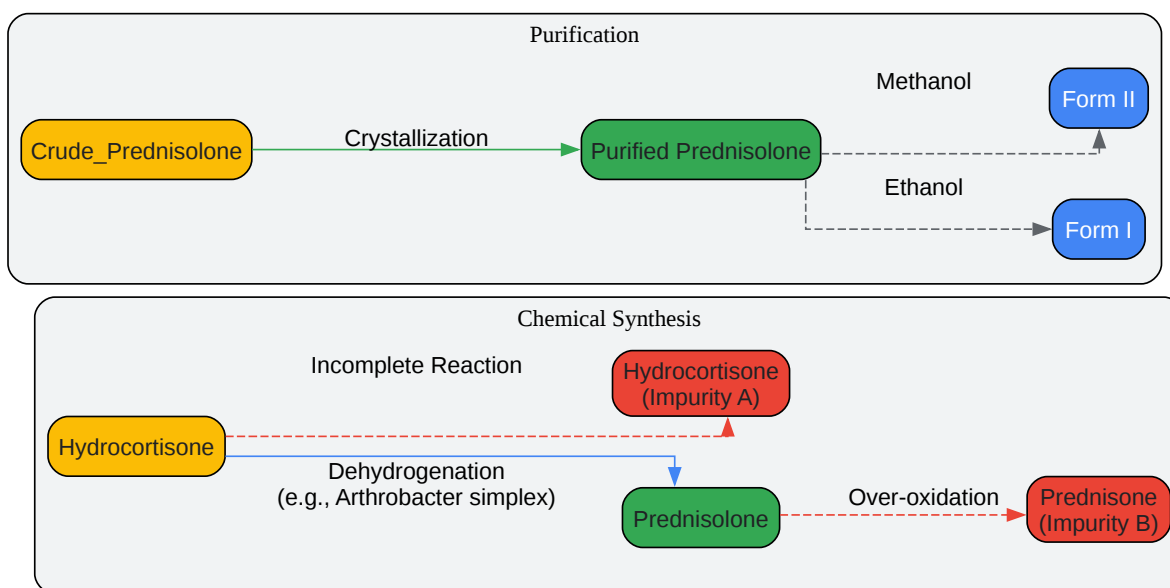 Purification
Methanol
Form II
Crude_Prednisolone
Crystallization
Purified Prednisolone
Ethanol
Form I
Chemical Synthesis
Incomplete Reaction
Hydrocortisone
(Impurity A)
Hydrocortisone
Dehydrogenation
(e.g., Arthrobacter simplex)
Prednisolone
Over-oxidation
Prednisone
(Impurity B)